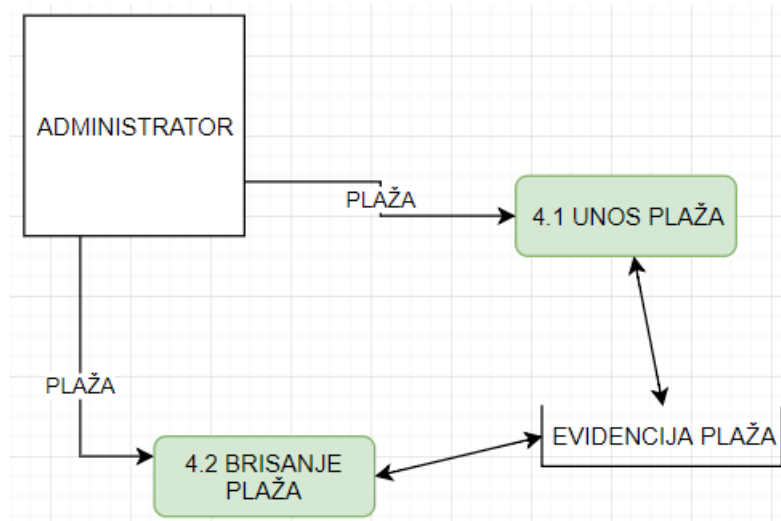 ADMINISTRATOR
PLAŽA
4.1 UNOS PLAŽA
PLAŽA
EVIDENCIJA PLAŽA
4.2 BRISANJE
PLAŽA